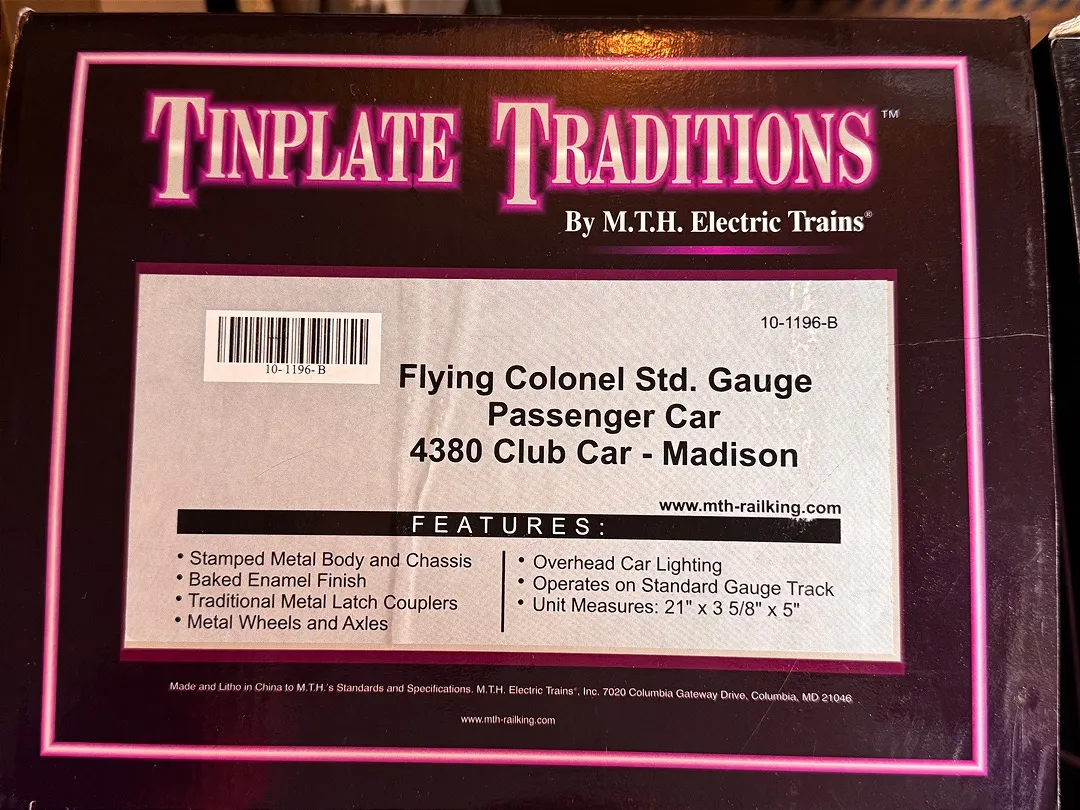 TINPLATE TRADITIONS™
By M.T.H. Electric Trains®
10-1196-B
10-1196-B
Flying Colonel Std. Gauge
Passenger Car
4380 Club Car - Madison
www.mth-railking.com
FEATURES:
• Stamped Metal Body and Chassis
• Baked Enamel Finish
• Traditional Metal Latch Couplers
• Metal Wheels and Axles
• Overhead Car Lighting
• Operates on Standard Gauge Track
• Unit Measures: 21" x 3 5/8" x 5"
Made and Litho in China to M.T.H.'s Standards and Specifications. M.T.H. Electric Trains®, Inc. 7020 Columbia Gateway Drive, Columbia, MD 21046
www.mth-railking.com